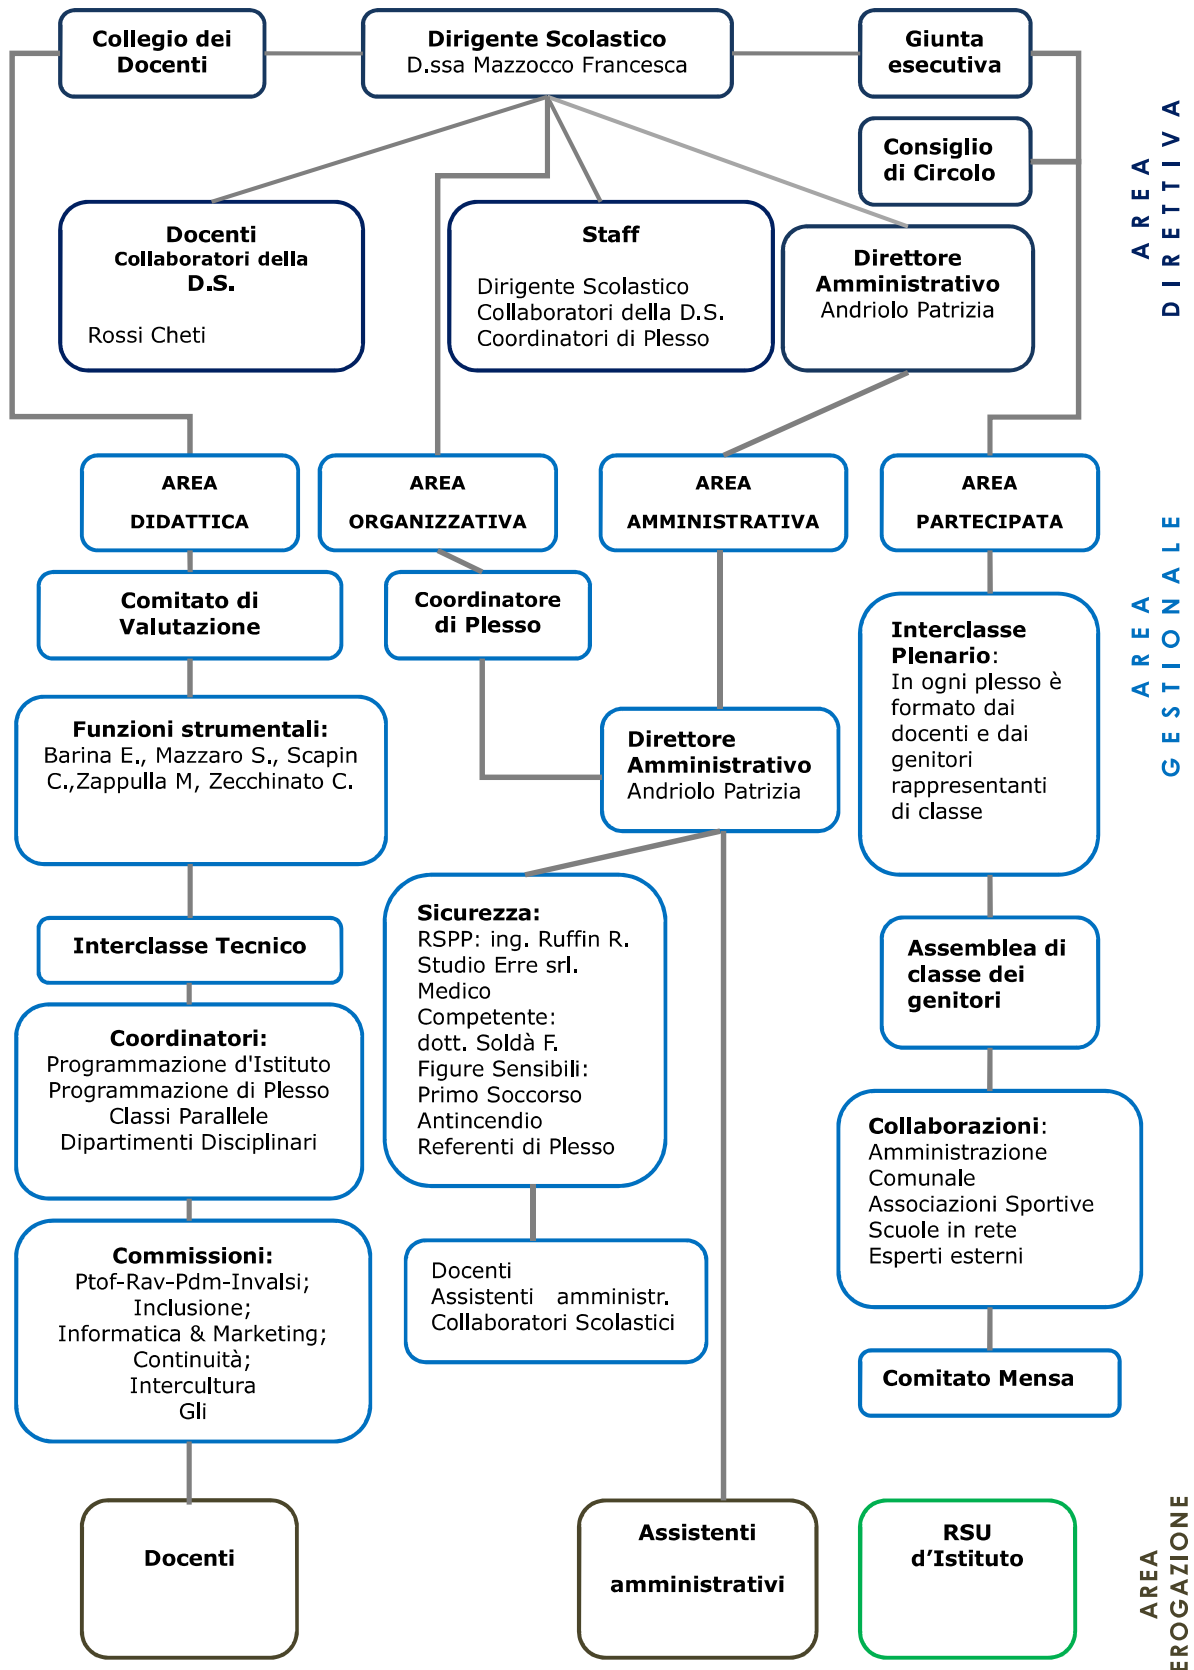 Collegio dei
Docenti
Dirigente Scolastico
D.ssa Mazzocco Francesca
Giunta
esecutiva
Consiglio
di Circolo
AREA
DIRETTIVA
Docenti
Collaboratori della
D.S.
Rossi Cheti
Staff
Dirigente Scolastico
Collaboratori della D.S.
Coordinatori di Plesso
Direttore
Amministrativo
Andriolo Patrizia
AREA
DIDATTICA
AREA
ORGANIZZATIVA
AREA
AMMINISTRATIVA
AREA
PARTECIPATA
AREA
GESTIONALE
Comitato di
Valutazione
Coordinatore
di Plesso
Interclasse
Plenario:
In ogni plesso è
formato dai
docenti e dai
genitori
rappresentanti
di classe
Funzioni strumentali:
Barina E., Mazzaro S., Scapin
C.,Zappulla M, Zecchinato C.
Direttore
Amministrativo
Andriolo Patrizia
Interclasse Tecnico
Sicurezza:
RSPP: ing. Ruffin R.
Studio Erre srl.
Medico
Competente:
dott. Soldà F.
Figure Sensibili:
Primo Soccorso
Antincendio
Referenti di Plesso
Assemblea di
classe dei
genitori
Coordinatori:
Programmazione d'Istituto
Programmazione di Plesso
Classi Parallele
Dipartimenti Disciplinari
Collaborazioni:
Amministrazione
Comunale
Associazioni Sportive
Scuole in rete
Esperti esterni
Commissioni:
Ptof-Rav-Pdm-Invalsi;
Inclusione;
Informatica & Marketing;
Continuità;
Intercultura
Gli
Docenti
Assistenti amministr.
Collaboratori Scolastici
Comitato Mensa
Docenti
Assistenti
amministrativi
RSU
d'Istituto
AREA
EROGAZIONE